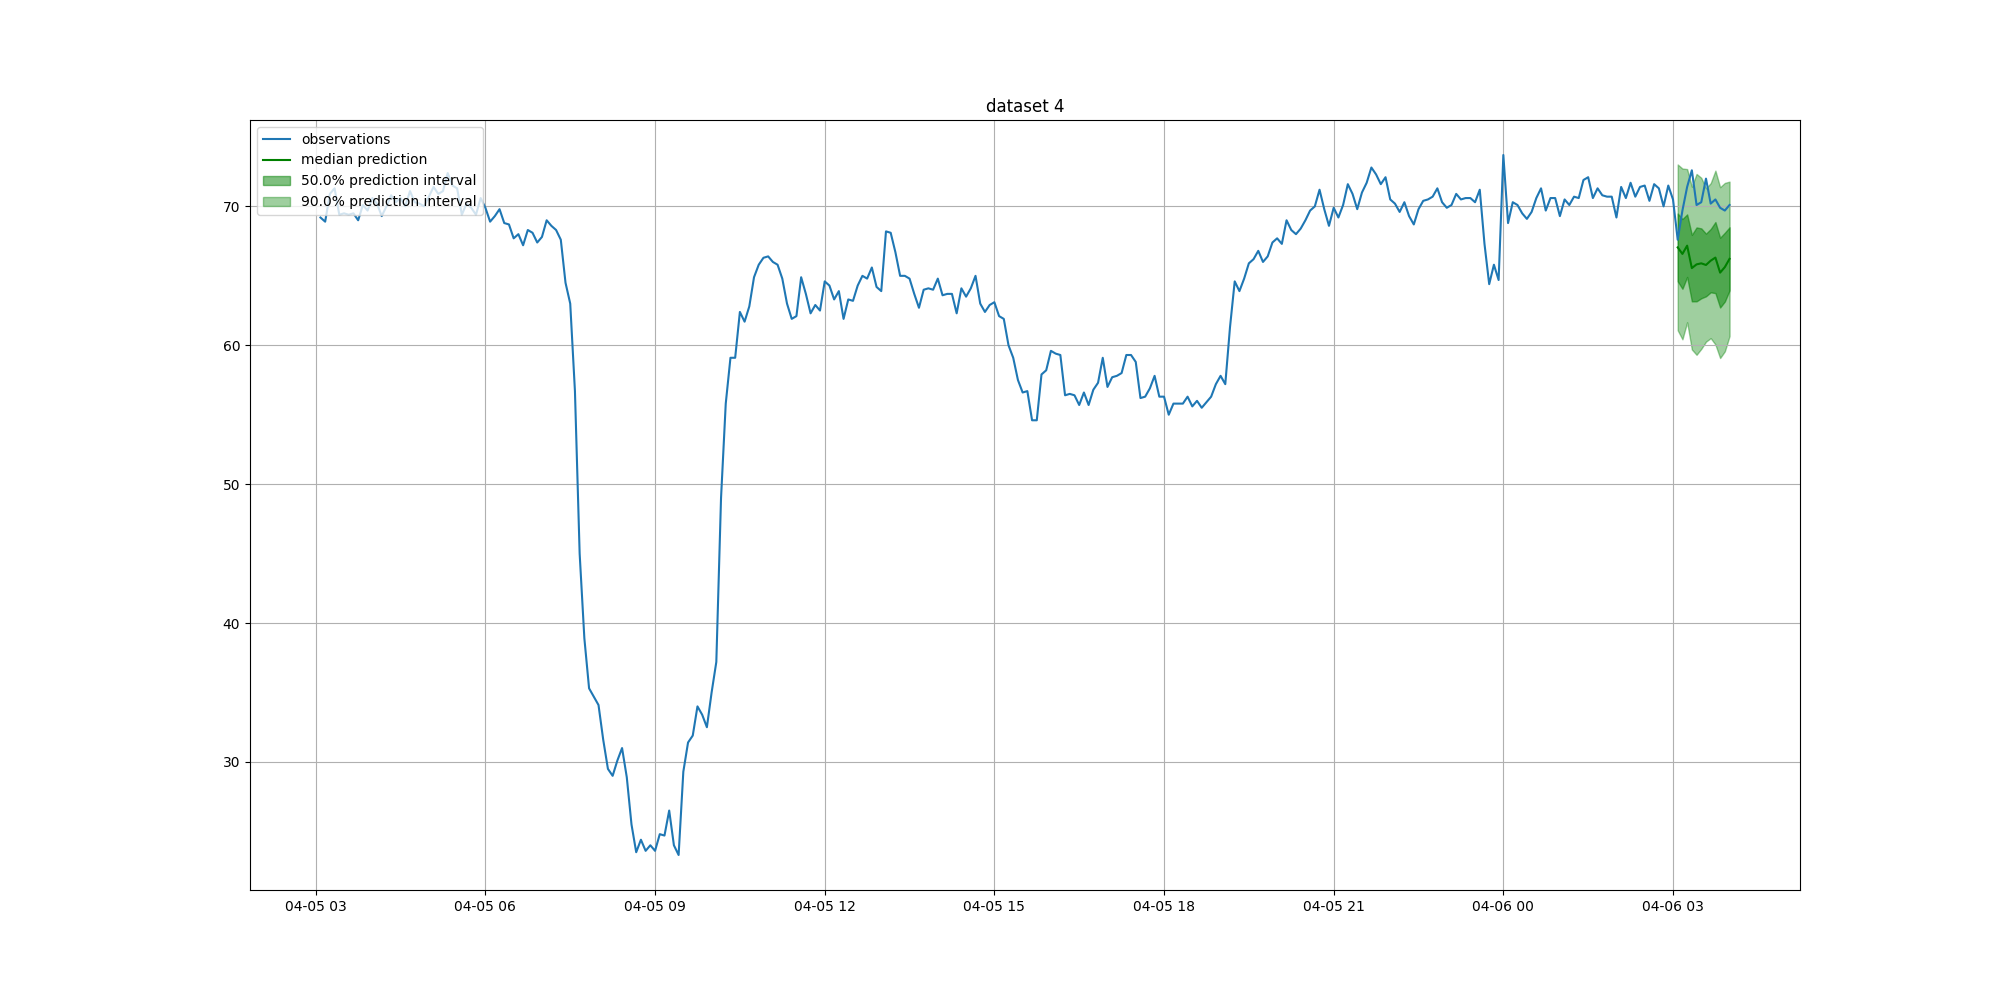 dataset 4
observations
median prediction
50.0% prediction interval
90.0% prediction interval
70
60
50
40
30
04-05 03
04-05 06
04-05 09
04-05 12
04-05 15
04-05 18
04-05 21
04-06 00
04-06 03